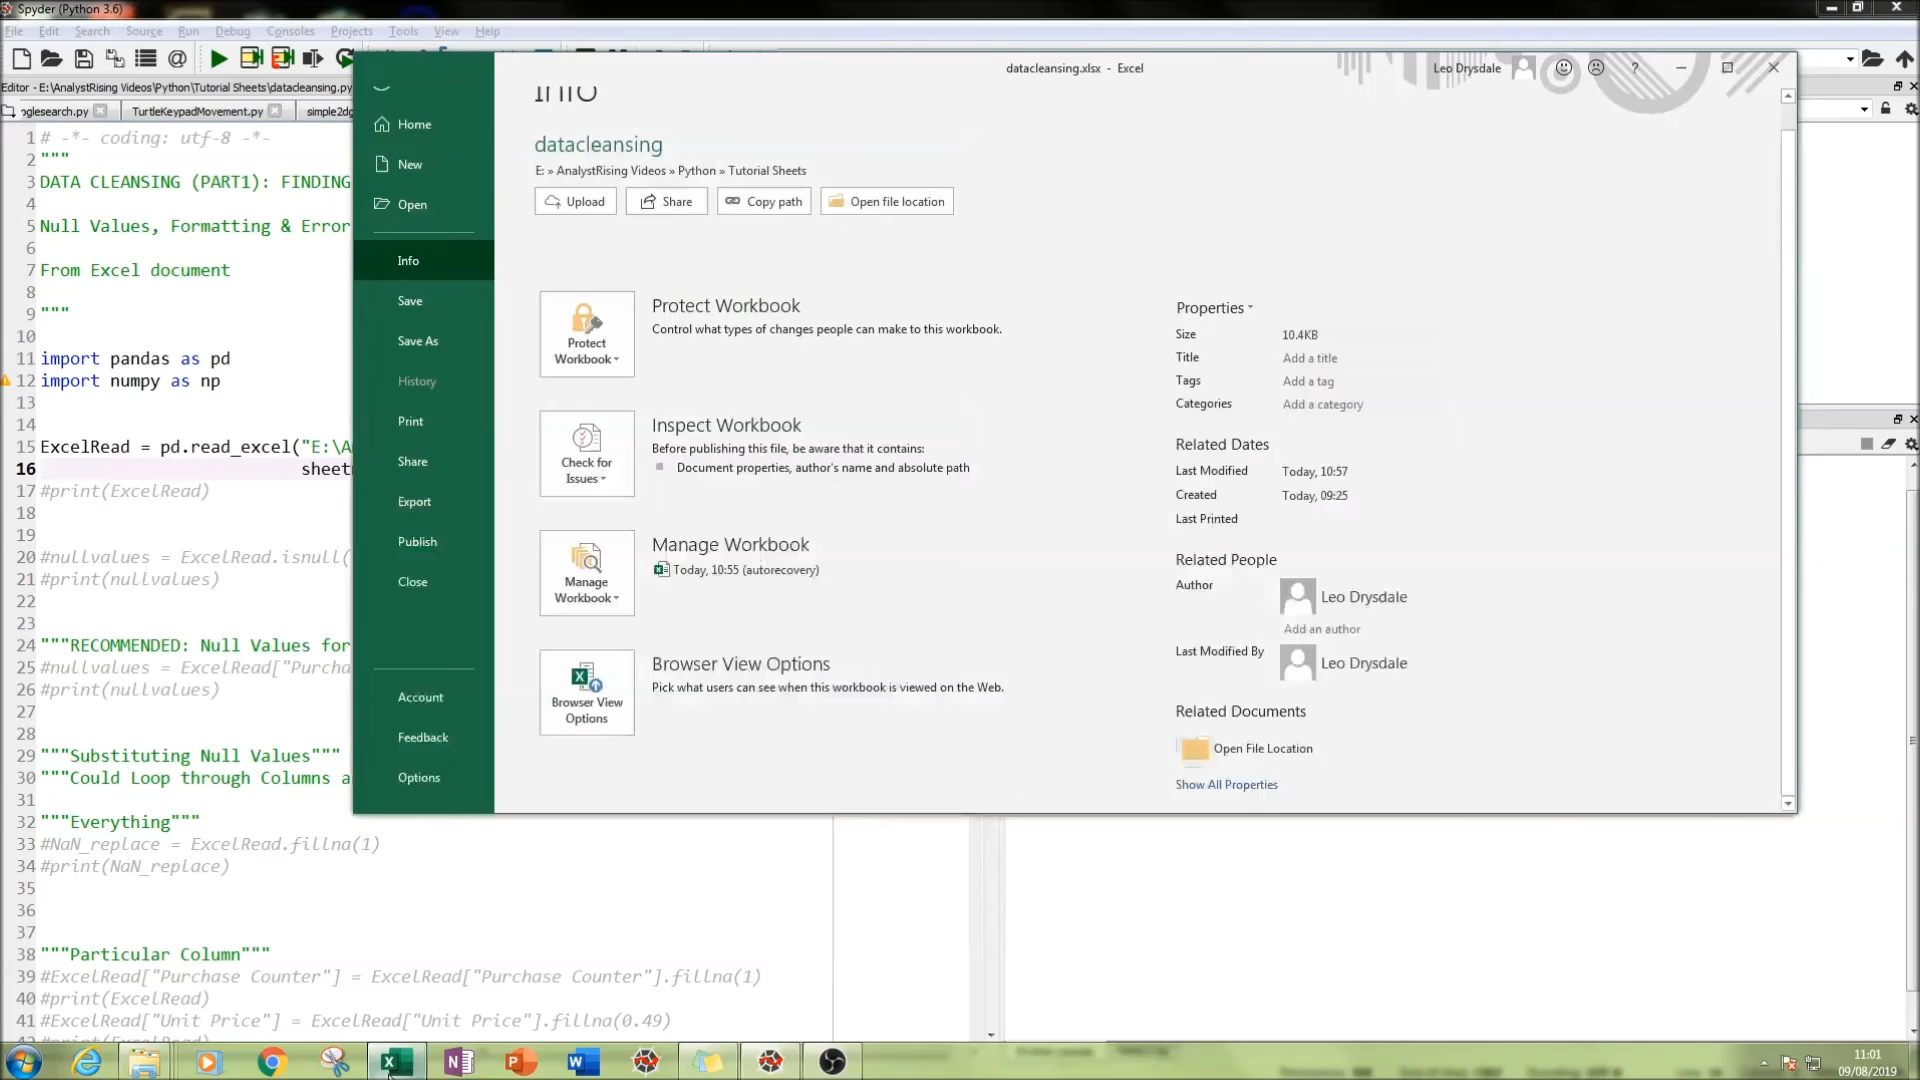 Spyder (Python 3.6)
File Edit Search Source Run Debug Consoles Projects Tools View Help
Editor - E:\AnalystRising Videos\Python\Tutorial Sheets\datacleansing.py
oglesearch.py TurtleKeypadMovement.py
1 # -*- coding: utf-8 -*-
2 """
3 DATA CLEANSING (PART1): FINDING
4
5 Null Values, Formatting & Error
6
7 From Excel document
8
9 """
10
11 import pandas as pd
12 import numpy as np
13
14
15 ExcelRead = pd.read_excel("E:\A
16
17 #print(ExcelRead)
18
19
20 #nullvalues = ExcelRead.isnull(
21 #print(nullvalues)
22
23
24 """RECOMMENDED: Null Values for
25 #nullvalues = ExcelRead["Purcha
26 #print(nullvalues)
27
28
29 """Substituting Null Values"""
30 """Could Loop through Columns a
31
32 """Everything"""
33 #NaN_replace = ExcelRead.fillna(1)
34 #print(NaN_replace)
35
36
37
38 """Particular Column"""
39 #ExcelRead["Purchase Counter"] = ExcelRead["Purchase Counter"].fillna(1)
40 #print(ExcelRead)
41 #ExcelRead["Unit Price"] = ExcelRead["Unit Price"].fillna(0.49)
datacleansing.xlsx - Excel
Leo Drysdale
?
Home
New
Open
Info
Save
Save As
History
Print
Share
Export
Publish
Close
Account
Feedback
Options
Info
datacleansing
E: » AnalystRising Videos » Python » Tutorial Sheets
Upload Share Copy path Open file location
Protect Workbook
Protect Workbook
Control what types of changes people can make to this workbook.
Check for Issues
Inspect Workbook
Before publishing this file, be aware that it contains:
Document properties, author's name and absolute path
Manage Workbook
Manage Workbook
Today, 10:55 (autorecovery)
Browser View Options
Browser View Options
Pick what users can see when this workbook is viewed on the Web.
Properties
Size 10.4KB
Title Add a title
Tags Add a tag
Categories Add a category
Related Dates
Last Modified Today, 10:57
Created Today, 09:25
Last Printed
Related People
Author Leo Drysdale
Add an author
Last Modified By Leo Drysdale
Related Documents
Open File Location
Show All Properties
11:01
09/08/2019